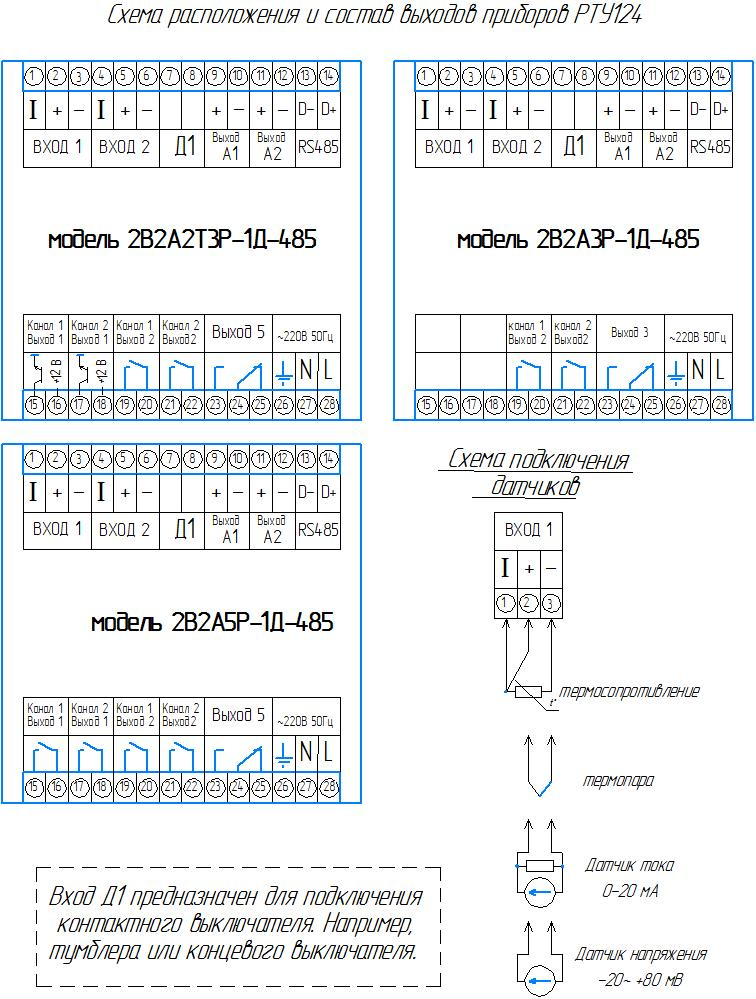 Схема расположения и состав выходов приборов РТУ124
1 2 3 4 5 6 7 8 9 10 11 12 13 14
I + − I + − + − + − D− D+
ВХОД 1 ВХОД 2 Д1 Выход А1 Выход А2 RS485
модель 2В2А2Т3Р-1Д-485
Канал 1 Канал 2 Канал 1 Канал 2 Выход 5 ~220В 50Гц
Выход 1 Выход 1 Выход 2 Выход2
+12 В +12 В N L
15 16 17 18 19 20 21 22 23 24 25 26 27 28
1 2 3 4 5 6 7 8 9 10 11 12 13 14
I + − I + − + − + − D− D+
ВХОД 1 ВХОД 2 Д1 Выход А1 Выход А2 RS485
модель 2В2А3Р-1Д-485
канал 1 канал 2 Выход 3 ~220В 50Гц
Выход 2 выход2
N L
15 16 17 18 19 20 21 22 23 24 25 26 27 28
1 2 3 4 5 6 7 8 9 10 11 12 13 14
I + − I + − + − + − D− D+
ВХОД 1 ВХОД 2 Д1 Выход А1 Выход А2 RS485
модель 2В2А5Р-1Д-485
Канал 1 Канал 2 Канал 1 Канал 2 Выход 5 ~220В 50Гц
Выход 1 Выход 1 Выход 2 Выход2
N L
15 16 17 18 19 20 21 22 23 24 25 26 27 28
Схема подключения
датчиков
ВХОД 1
I + −
1 2 3
термосопротивление
t°
термопара
Датчик тока
0-20 мА
Датчик напряжения
-20~ +80 мВ
Вход Д1 предназначен для подключения
контактного выключателя. Например,
тумблера или концевого выключателя.